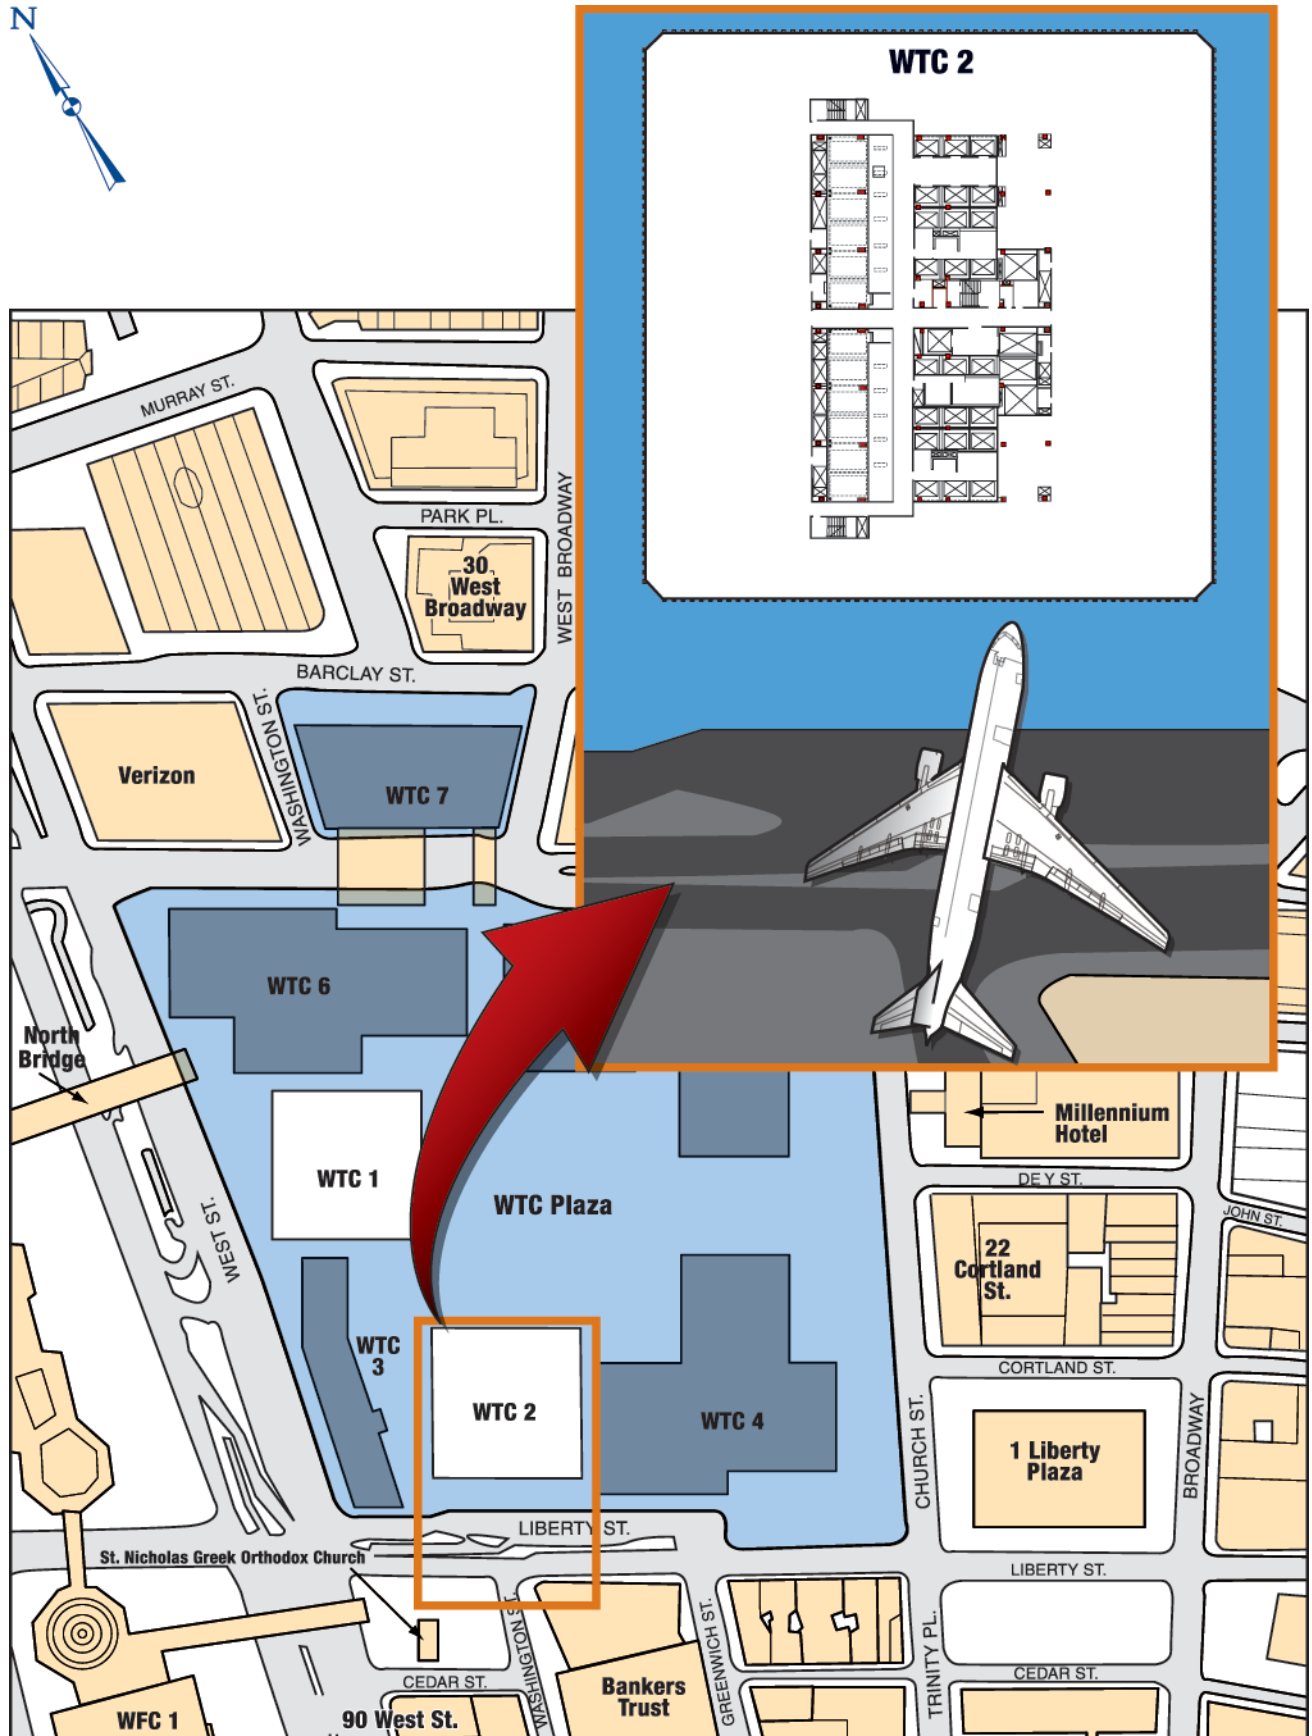 N
WTC 2
MURRAY ST.
PARK PL.
WEST BROADWAY
30
West
Broadway
BARCLAY ST.
WASHINGTON ST.
Verizon
WTC 7
WTC 6
North
Bridge
WTC 1
WTC Plaza
Millennium
Hotel
DEY ST.
JOHN ST.
WEST ST.
22
Cortland
St.
WTC
3
CORTLAND ST.
WTC 2
WTC 4
CHURCH ST.
1 Liberty
Plaza
BROADWAY
LIBERTY ST.
St. Nicholas Greek Orthodox Church
LIBERTY ST.
WASHINGTON ST.
GREENWICH ST.
TRINITY PL.
CEDAR ST.
CEDAR ST.
Bankers
Trust
WFC 1
90 West St.